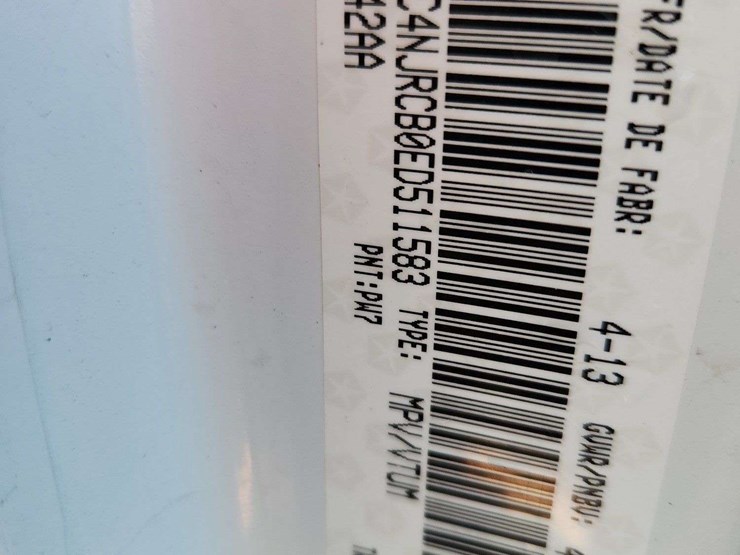 FR/DATE DE FABR: 4-13 GVWR/PNBV:
C4NJRCB0ED511583 TYPE: MPV/VTUM
42AA PNT:PW7